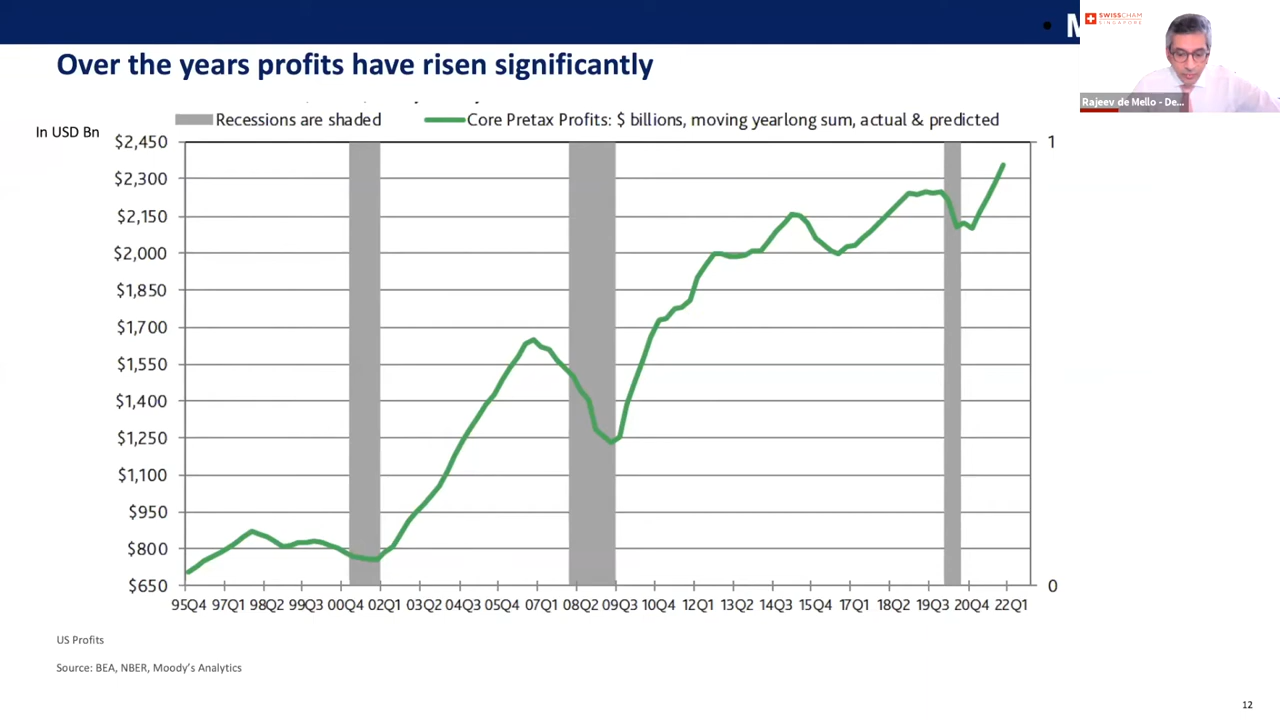 • M
SWISSCHAM
SINGAPORE
Rajeev de Mello - De...
Over the years profits have risen significantly
Recessions are shaded
Core Pretax Profits: $ billions, moving yearlong sum, actual & predicted
In USD Bn
$2,450
$2,300
$2,150
$2,000
$1,850
$1,700
$1,550
$1,400
$1,250
$1,100
$950
$800
$650
1
0
95Q4 97Q1 98Q2 99Q3 00Q4 02Q1 03Q2 04Q3 05Q4 07Q1 08Q2 09Q3 10Q4 12Q1 13Q2 14Q3 15Q4 17Q1 18Q2 19Q3 20Q4 22Q1
US Profits
Source: BEA, NBER, Moody's Analytics
12